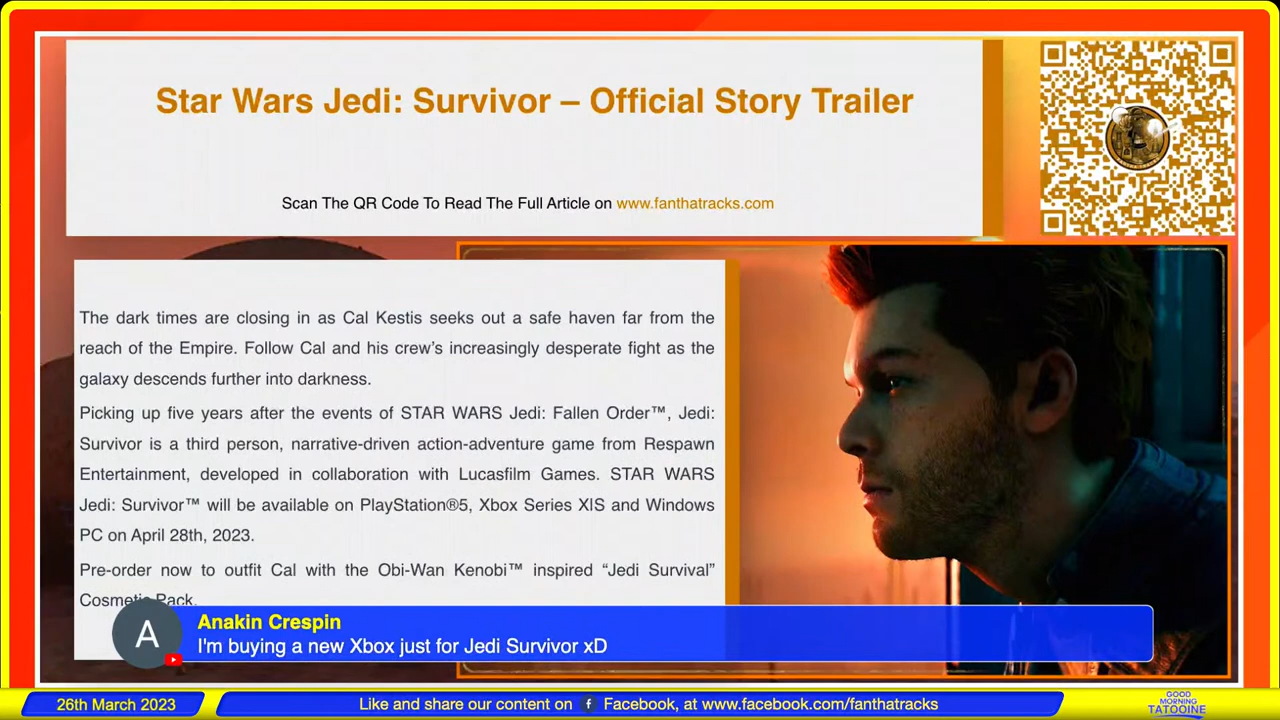 Star Wars Jedi: Survivor – Official Story Trailer
Scan The QR Code To Read The Full Article on www.fanthatracks.com
The dark times are closing in as Cal Kestis seeks out a safe haven far from the
reach of the Empire. Follow Cal and his crew's increasingly desperate fight as the
galaxy descends further into darkness.
Picking up five years after the events of STAR WARS Jedi: Fallen Order™, Jedi:
Survivor is a third person, narrative-driven action-adventure game from Respawn
Entertainment, developed in collaboration with Lucasfilm Games. STAR WARS
Jedi: Survivor™ will be available on PlayStation®5, Xbox Series XIS and Windows
PC on April 28th, 2023.
Pre-order now to outfit Cal with the Obi-Wan Kenobi™ inspired “Jedi Survival”
Cosmetic Pack.
A
Anakin Crespin
I'm buying a new Xbox just for Jedi Survivor xD
26th March 2023
Like and share our content on f Facebook, at www.facebook.com/fanthatracks
GOOD
MORNING
TATOOINE